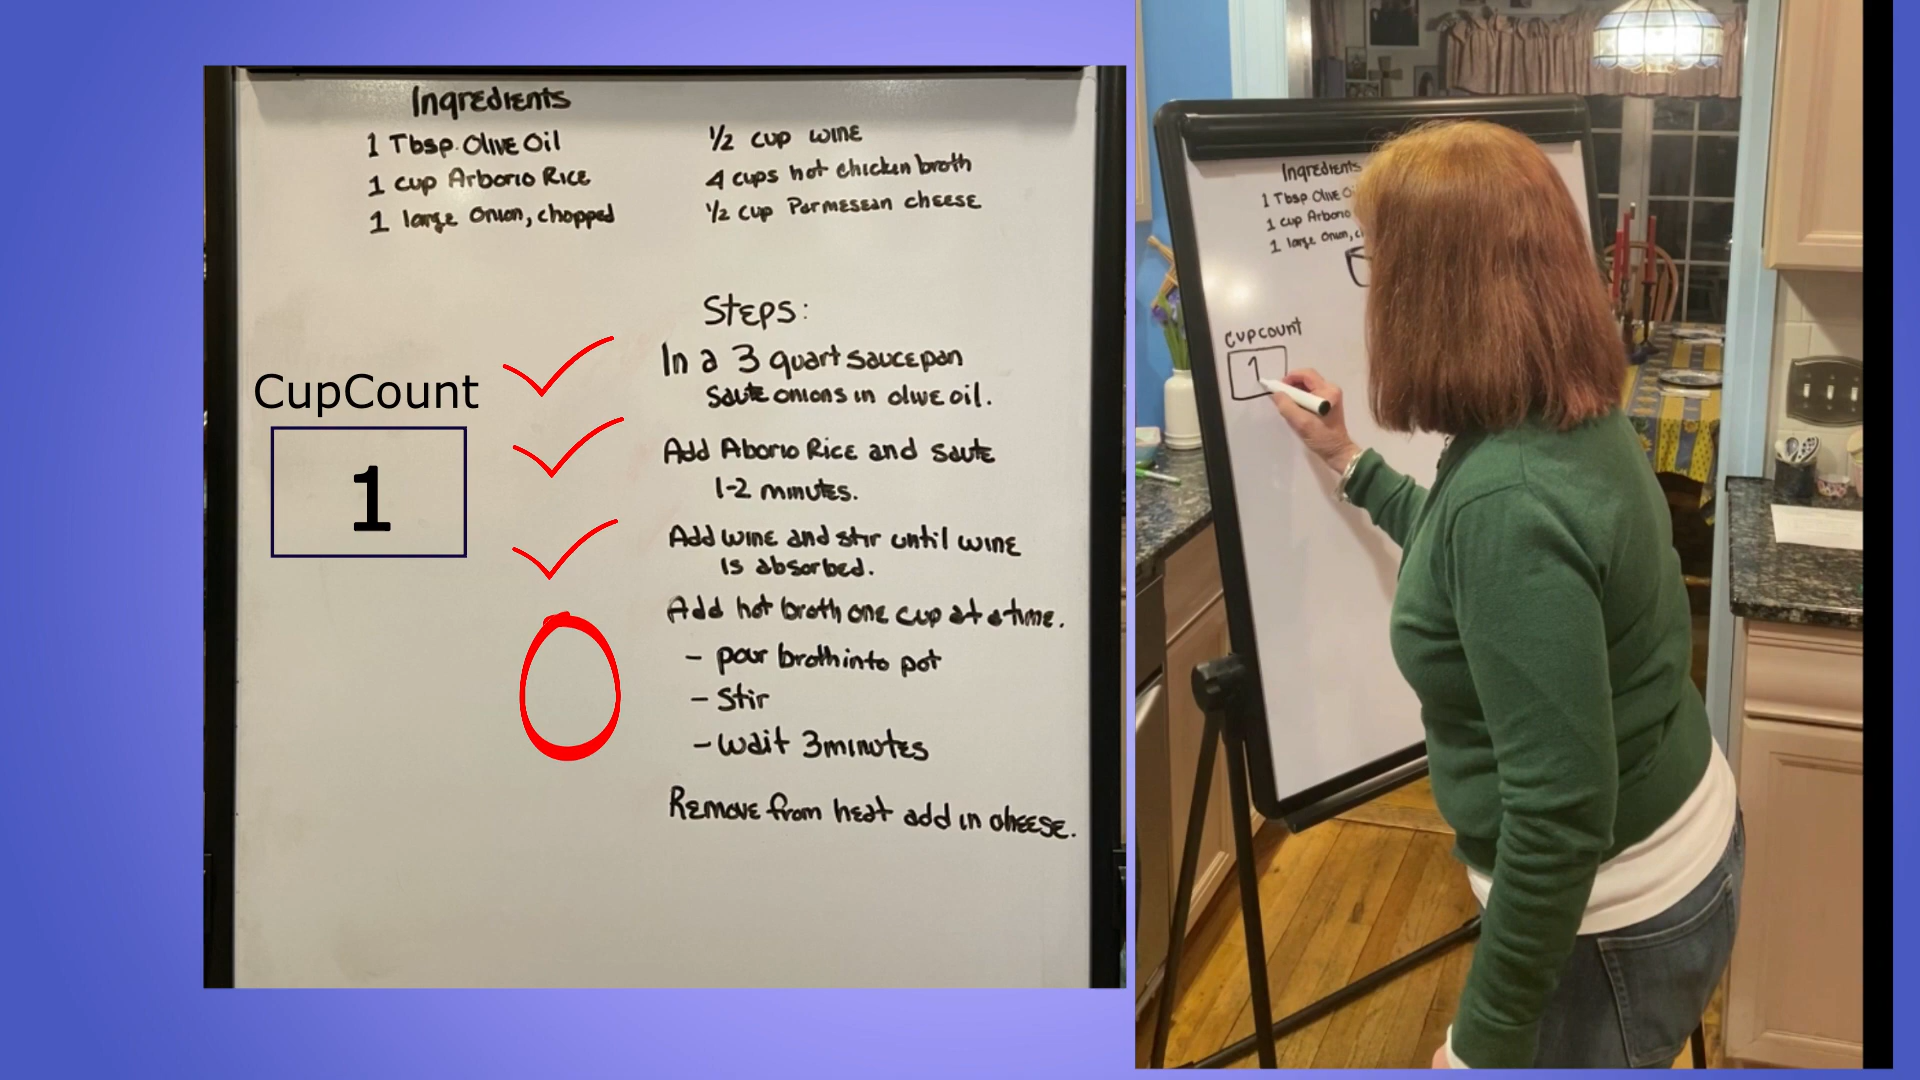 Ingredients
1 Tbsp. Olive Oil
1 cup Arborio Rice
1 large Onion, chopped
1/2 cup wine
4 cups hot chicken broth
1/2 cup Parmesean cheese
CupCount
1
Steps:
In a 3 quart saucepan
saute onions in olive oil.
Add Aborio Rice and saute
1-2 minutes.
Add wine and stir until wine
is absorbed.
Add hot broth one cup at a time.
- pour broth into pot
- Stir
- wait 3 minutes
Remove from heat add in cheese.
Ingredients
1 Tbsp Olive
1 cup Arborio
1 large Onion,
Cupcount
1